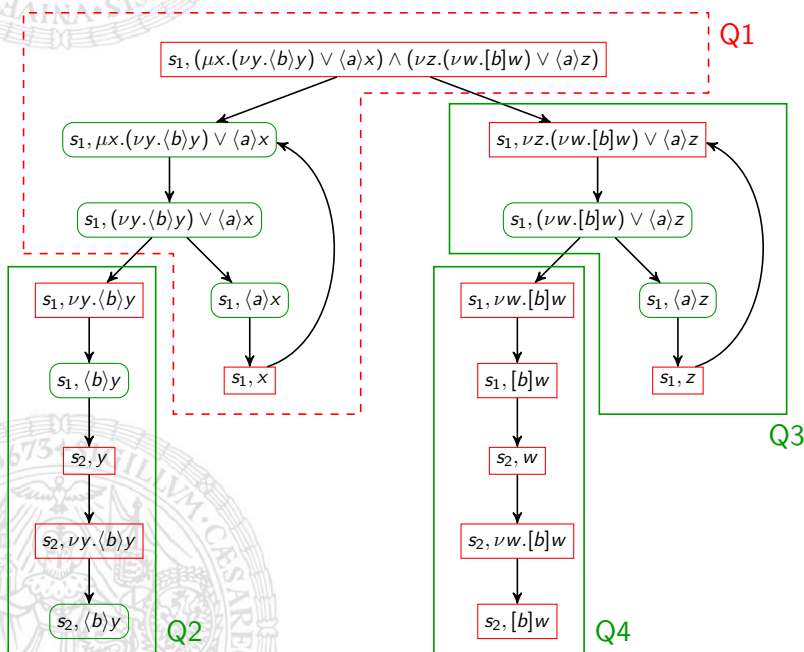 Q1
s₁, (μx.(νy.⟨b⟩y) ∨ ⟨a⟩x) ∧ (νz.(νw.[b]w) ∨ ⟨a⟩z)
s₁, μx.(νy.⟨b⟩y) ∨ ⟨a⟩x
s₁, νz.(νw.[b]w) ∨ ⟨a⟩z
s₁, (νy.⟨b⟩y) ∨ ⟨a⟩x
s₁, (νw.[b]w) ∨ ⟨a⟩z
s₁, νy.⟨b⟩y
s₁, ⟨a⟩x
s₁, νw.[b]w
s₁, ⟨a⟩z
s₁, ⟨b⟩y
s₁, x
s₁, [b]w
s₁, z
Q3
s₂, y
s₂, w
s₂, νy.⟨b⟩y
s₂, νw.[b]w
s₂, ⟨b⟩y
Q2
s₂, [b]w
Q4